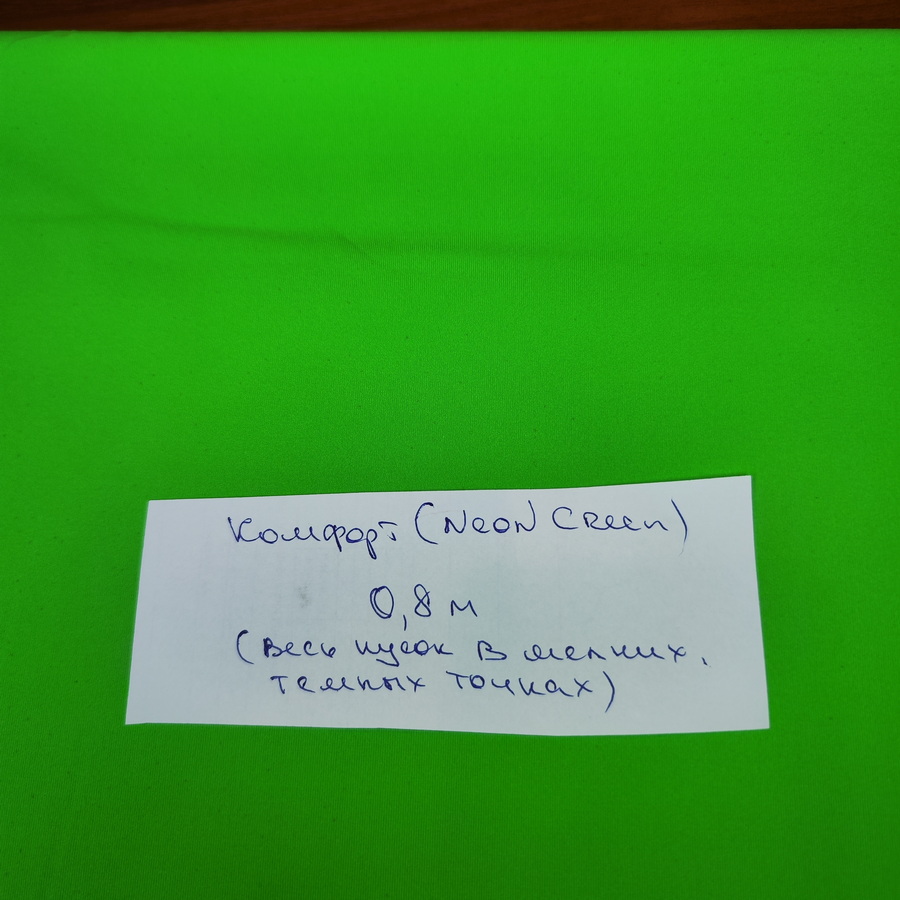 Комфорт (Neon Green)
0,8 м
(весь кусок в мелких,
темных точках)